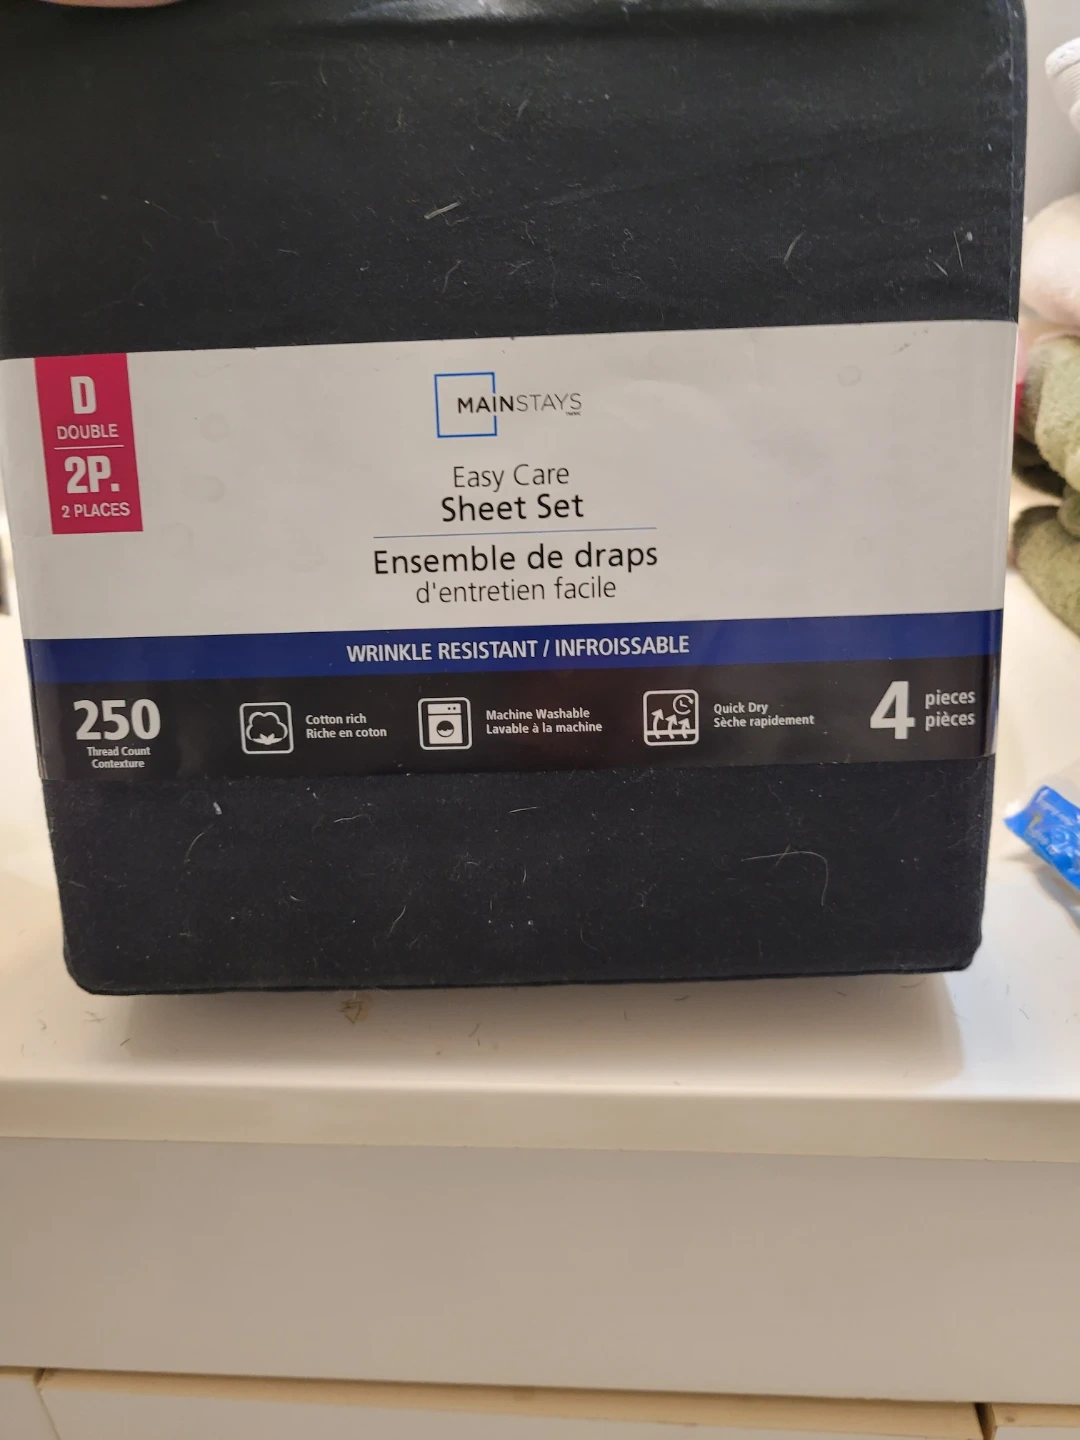 D
DOUBLE
2P.
2 PLACES
MAINSTAYS
Easy Care
Sheet Set
Ensemble de draps
d'entretien facile
WRINKLE RESISTANT / INFROISSABLE
250
Thread Count
Contexture
Cotton rich
Riche en coton
Machine Washable
Lavable à la machine
Quick Dry
Sèche rapidement
4 pieces
pièces